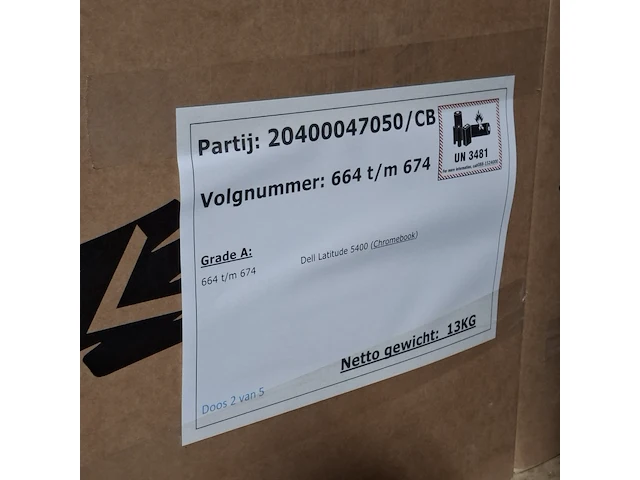 Partij: 20400047050/CB
UN 3481
Volgnummer: 664 t/m 674
Grade A:
Dell Latitude 5400 (Chromebook)
664 t/m 674
Netto gewicht: 13KG
Doos 2 van 5